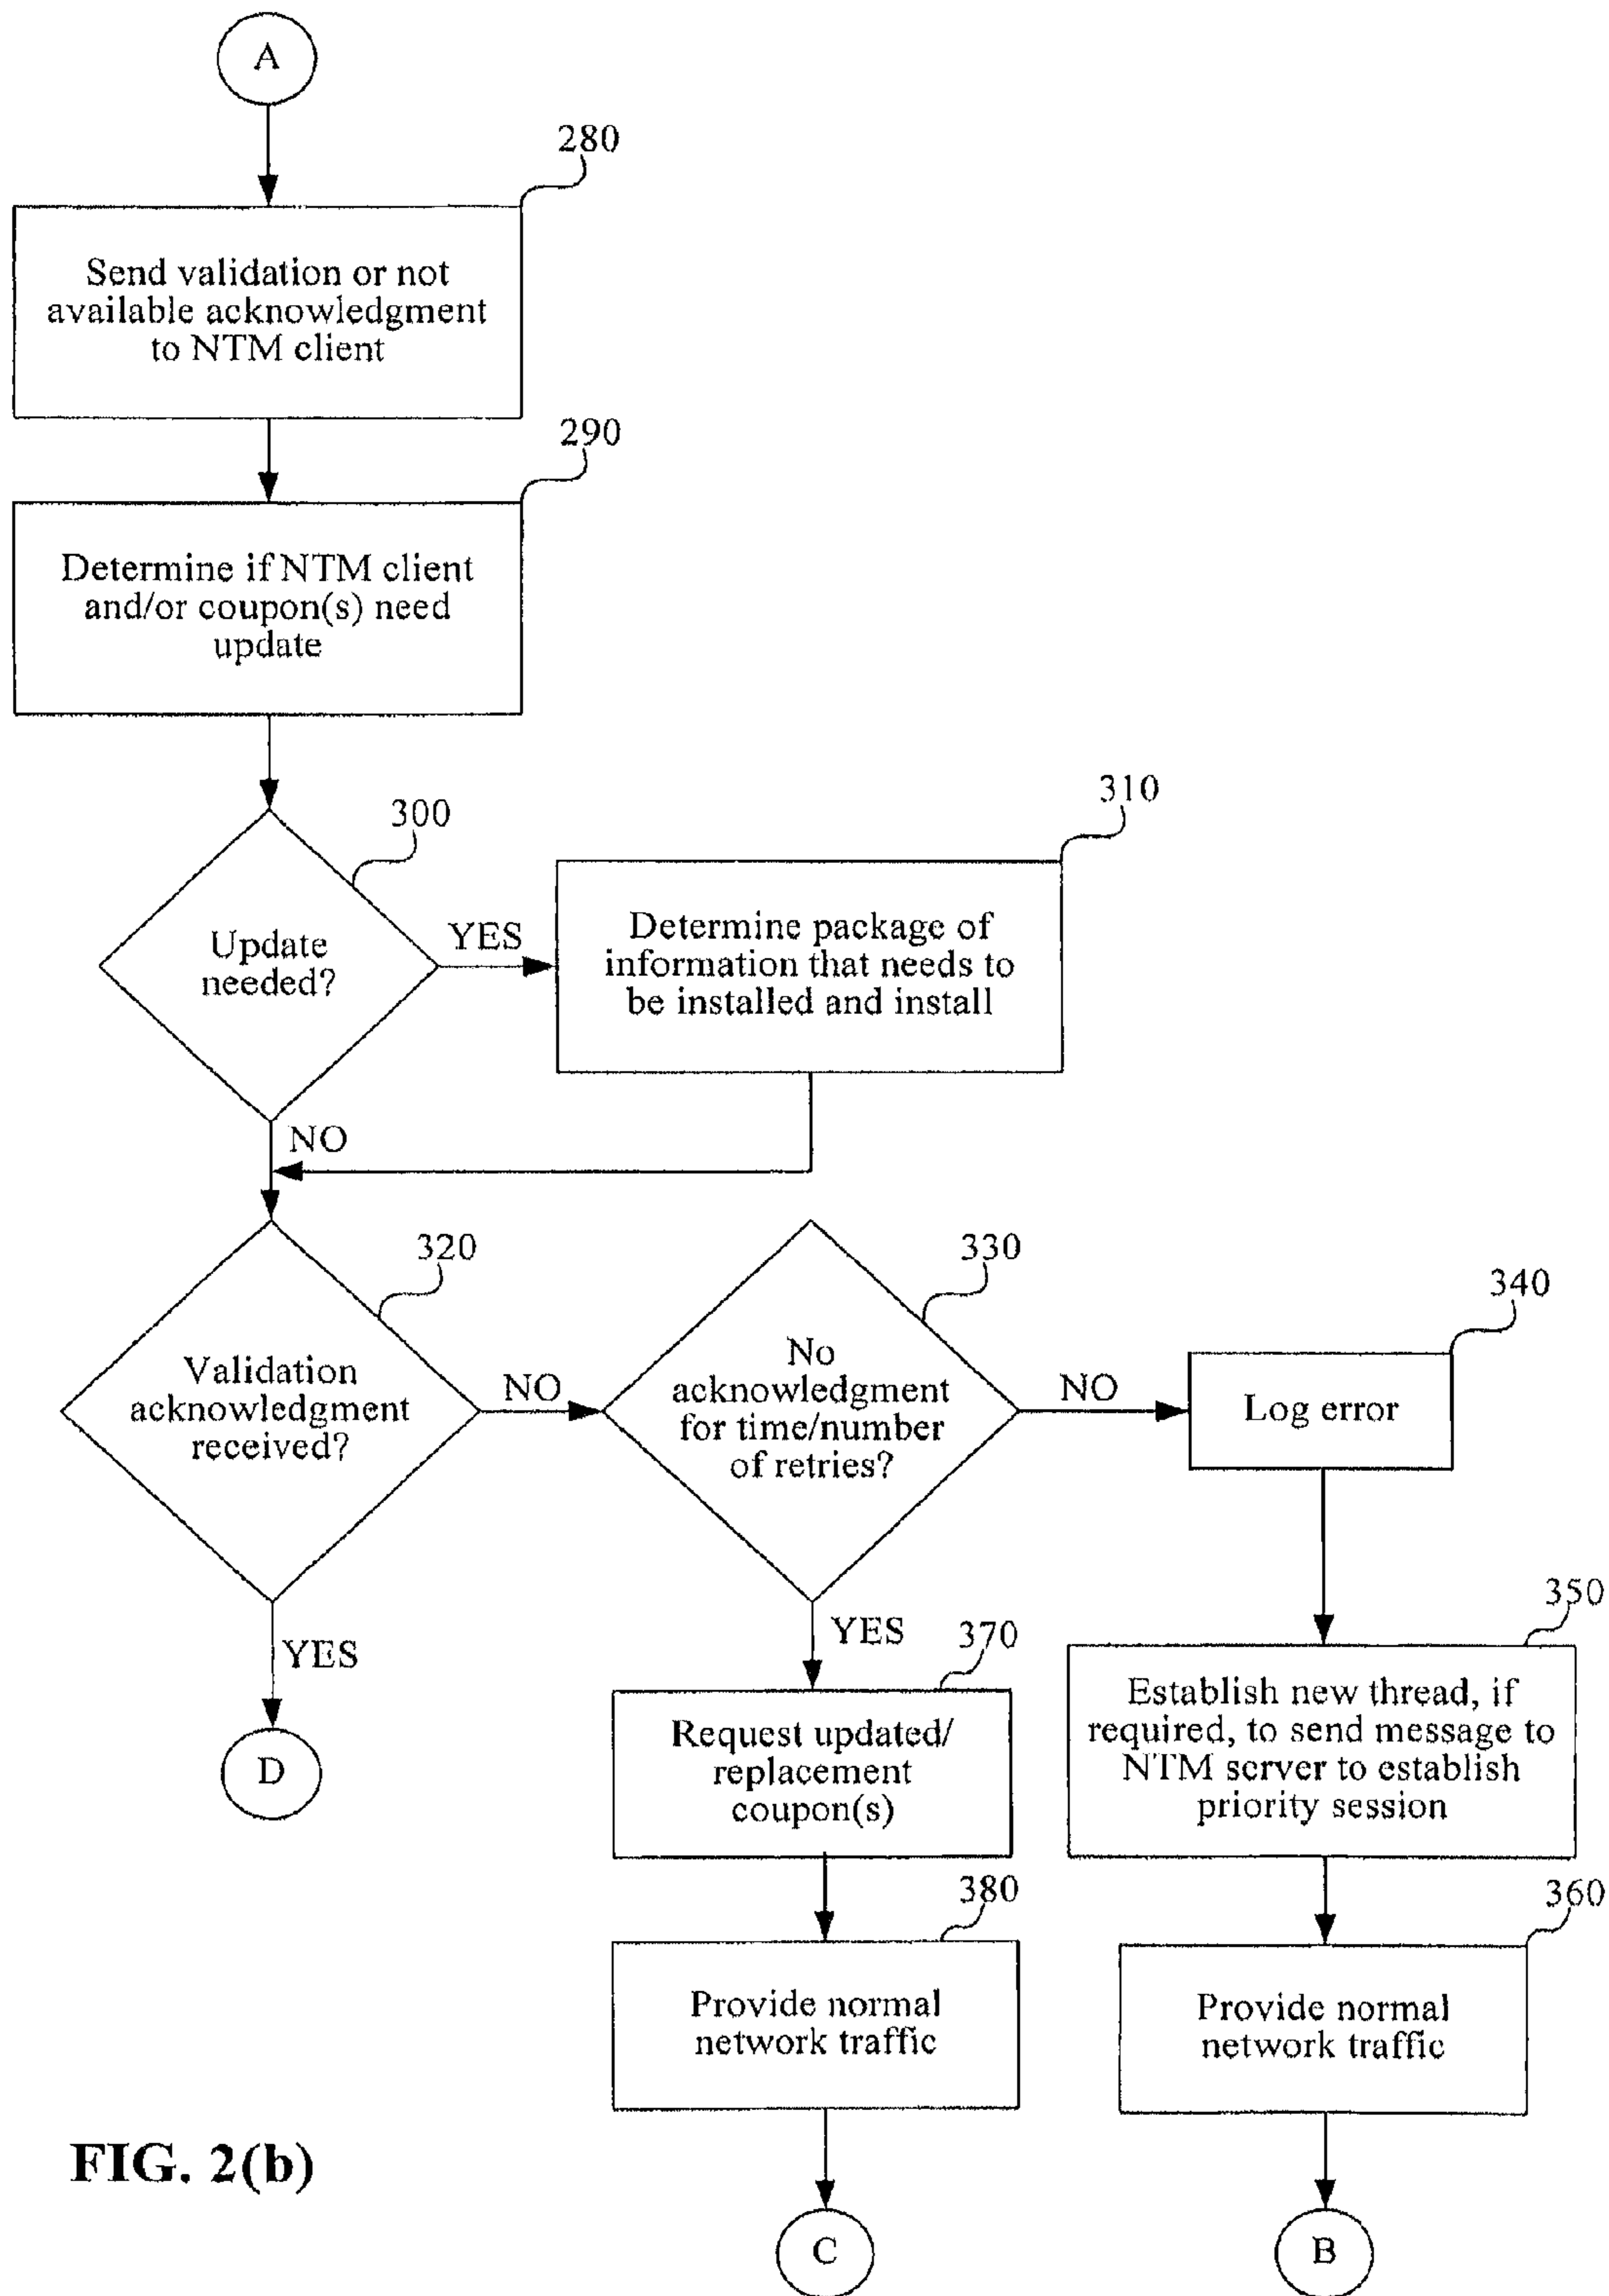 A
280
Send validation or not
available acknowledgment
to NTM client
290
Determine if NTM client
and/or coupon(s) need
update
300
Update
needed?
YES
310
Determine package of
information that needs to
be installed and install
NO
320
Validation
acknowledgment
received?
NO
330
No
acknowledgment
for time/number
of retries?
NO
340
Log error
YES
D
YES
370
Request updated/
replacement
coupon(s)
350
Establish new thread, if
required, to send message to
NTM server to establish
priority session
380
Provide normal
network traffic
360
Provide normal
network traffic
FIG. 2(b)
C
B